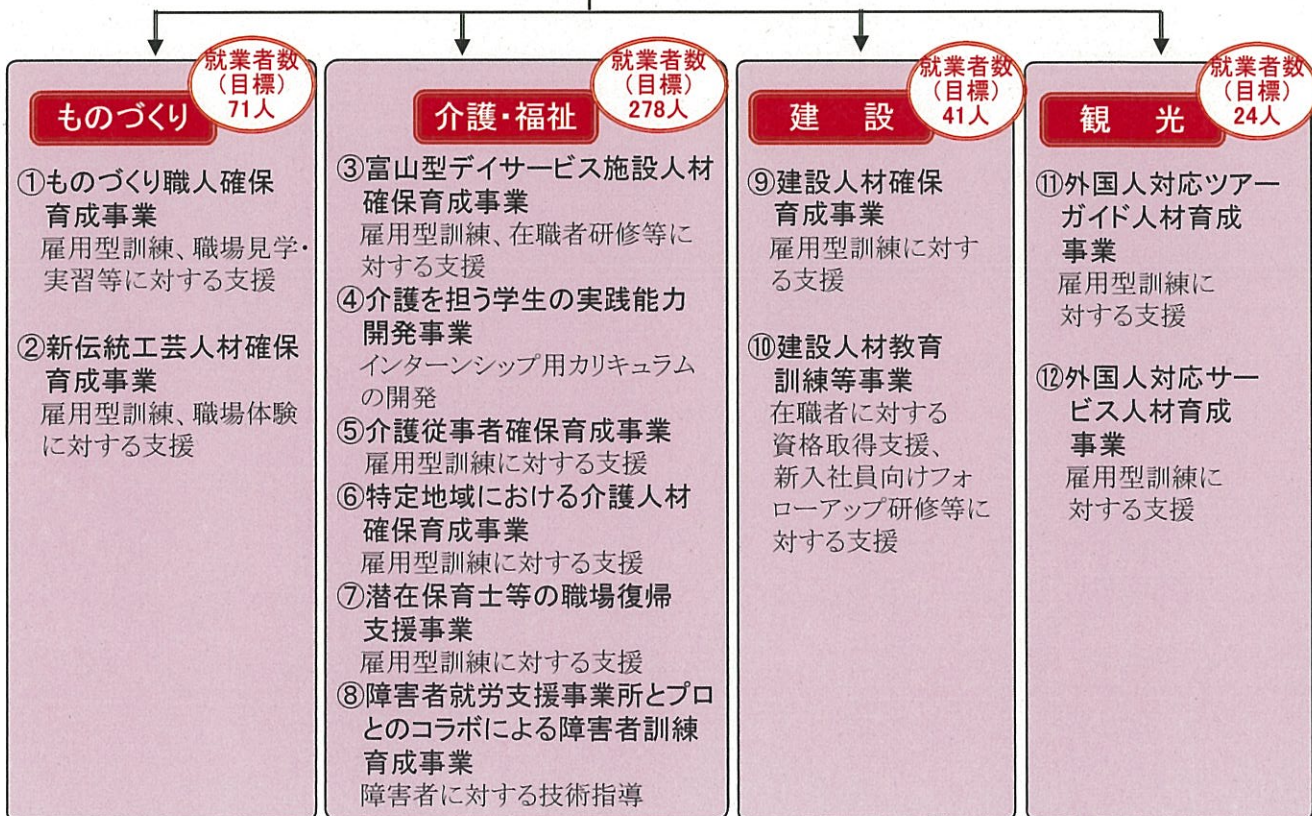 就業者数
(目標)
71人
ものづくり
①ものづくり職人確保
育成事業
雇用型訓練、職場見学・
実習等に対する支援
②新伝統工芸人材確保
育成事業
雇用型訓練、職場体験
に対する支援
就業者数
(目標)
278人
介護・福祉
③富山型デイサービス施設人材
確保育成事業
雇用型訓練、在職者研修等に
対する支援
④介護を担う学生の実践能力
開発事業
インターンシップ用カリキュラム
の開発
⑤介護従事者確保育成事業
雇用型訓練に対する支援
⑥特定地域における介護人材
確保育成事業
雇用型訓練に対する支援
⑦潜在保育士等の職場復帰
支援事業
雇用型訓練に対する支援
⑧障害者就労支援事業所とプロ
とのコラボによる障害者訓練
育成事業
障害者に対する技術指導
就業者数
(目標)
41人
建　設
⑨建設人材確保
育成事業
雇用型訓練に対す
る支援
⑩建設人材教育
訓練等事業
在職者に対する
資格取得支援、
新入社員向けフォ
ローアップ研修等に
対する支援
就業者数
(目標)
24人
観　光
⑪外国人対応ツアー
ガイド人材育成
事業
雇用型訓練に
対する支援
⑫外国人対応サー
ビス人材育成
事業
雇用型訓練に
対する支援